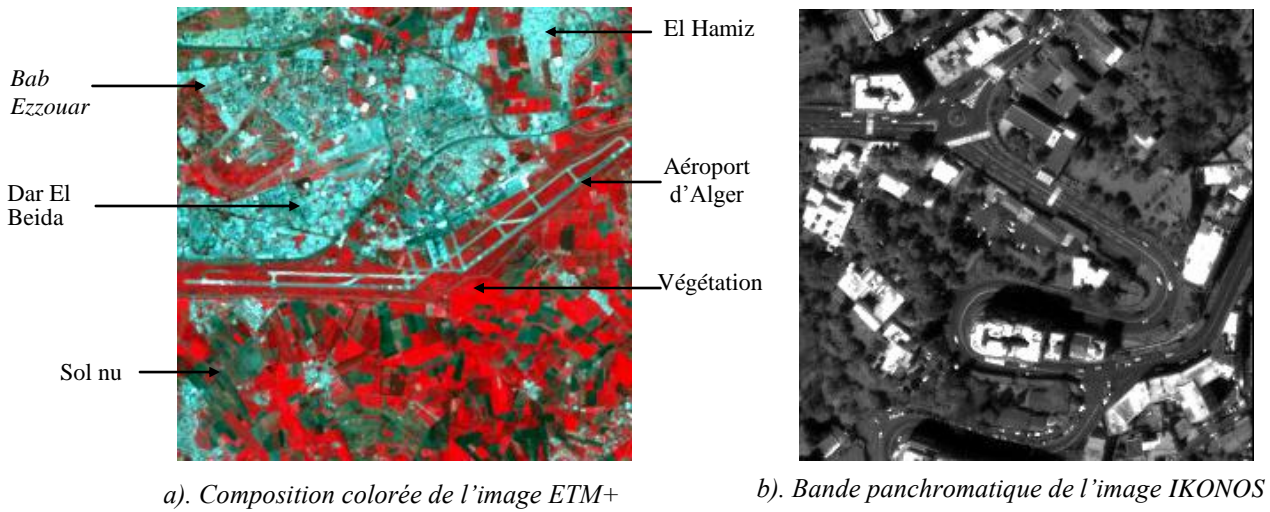 El Hamiz
Bab
Ezzouar
Aéroport
d’Alger
Dar El
Beida
Végétation
Sol nu
a). Composition colorée de l’image ETM+
b). Bande panchromatique de l’image IKONOS